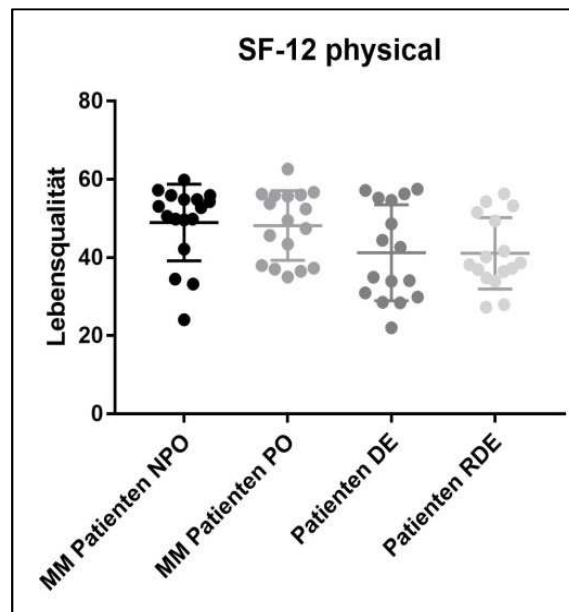 SF-12 physical
Lebensqualität
80
60
40
20
0
MM Patienten NPO
MM Patienten PO
Patienten DE
Patienten RDE